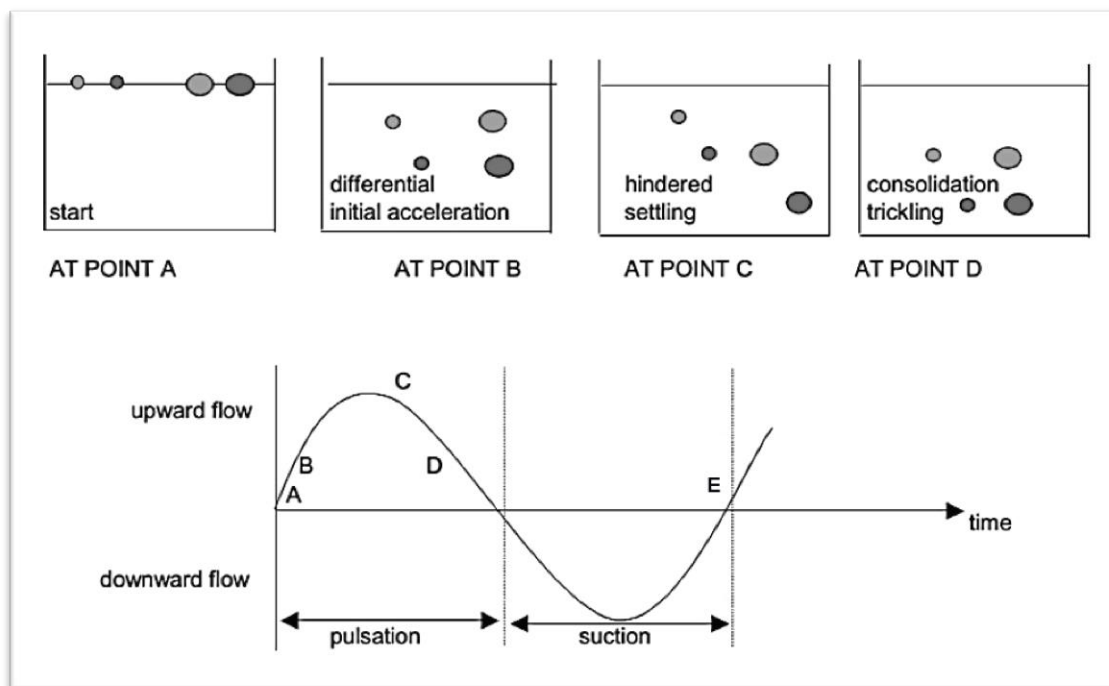 start
differential
initial acceleration
hindered
settling
consolidation
trickling
AT POINT A
AT POINT B
AT POINT C
AT POINT D
upward flow
downward flow
A
B
C
D
E
time
pulsation
suction